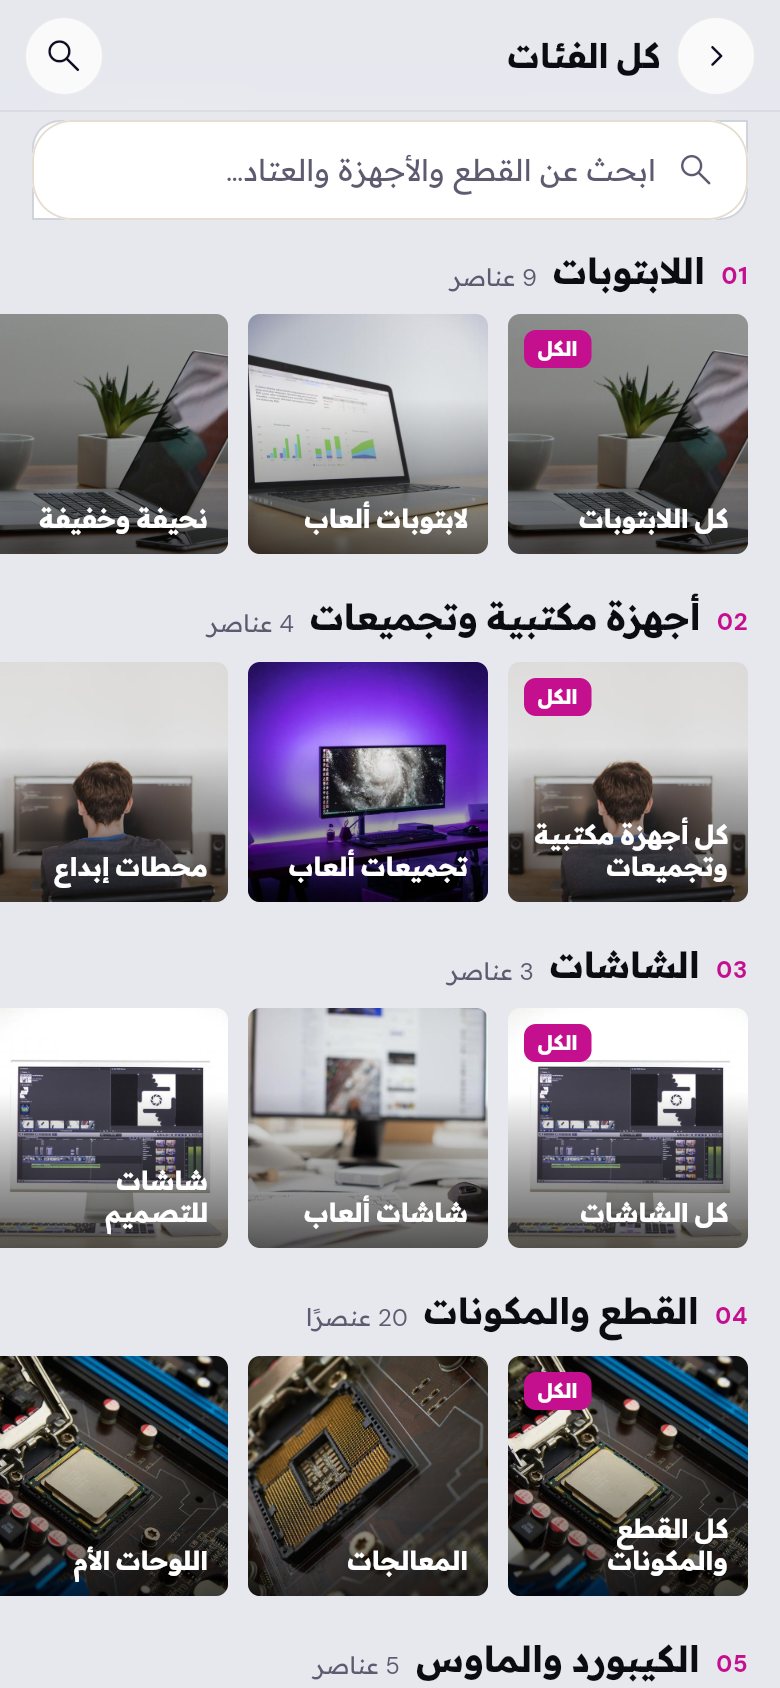 كل الفئات
ابحث عن القطع والأجهزة والعتاد...
01 اللابتوبات 9 عناصر
الكل
كل اللابتوبات
لابتوبات ألعاب
نحيفة وخفيفة
02 أجهزة مكتبية وتجميعات 4 عناصر
الكل
كل أجهزة مكتبية
وتجميعات
تجميعات ألعاب
محطات إبداع
03 الشاشات 3 عناصر
الكل
كل الشاشات
شاشات ألعاب
شاشات
للتصميم
04 القطع والمكونات 20 عنصرًا
الكل
كل القطع
والمكونات
المعالجات
اللوحات الأم
05 الكيبورد والماوس 5 عناصر